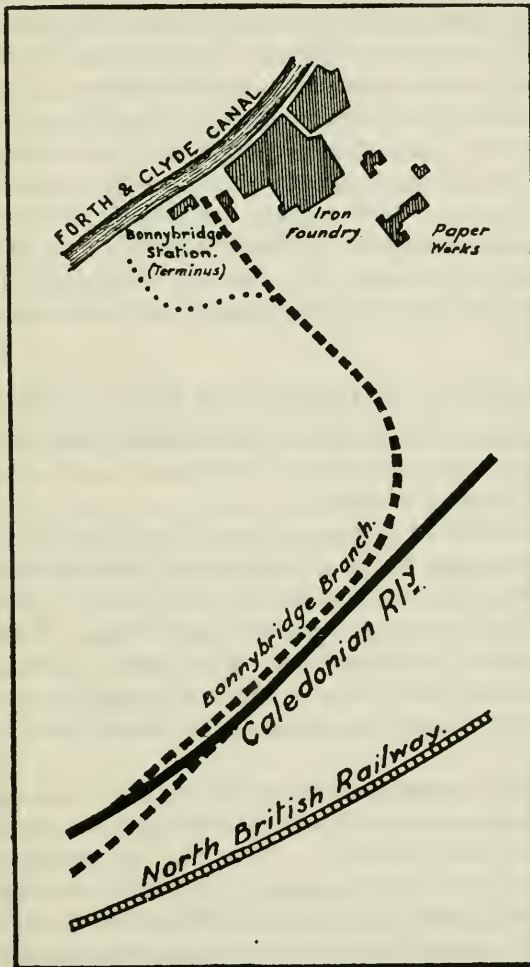 FORTH & CLYDE CANAL
Bonnybridge
Station.
(Terminus)
Iron
Foundry.
Paper
Works
Bonnybridge Branch.
Caledonian Rly.
North British Railway.